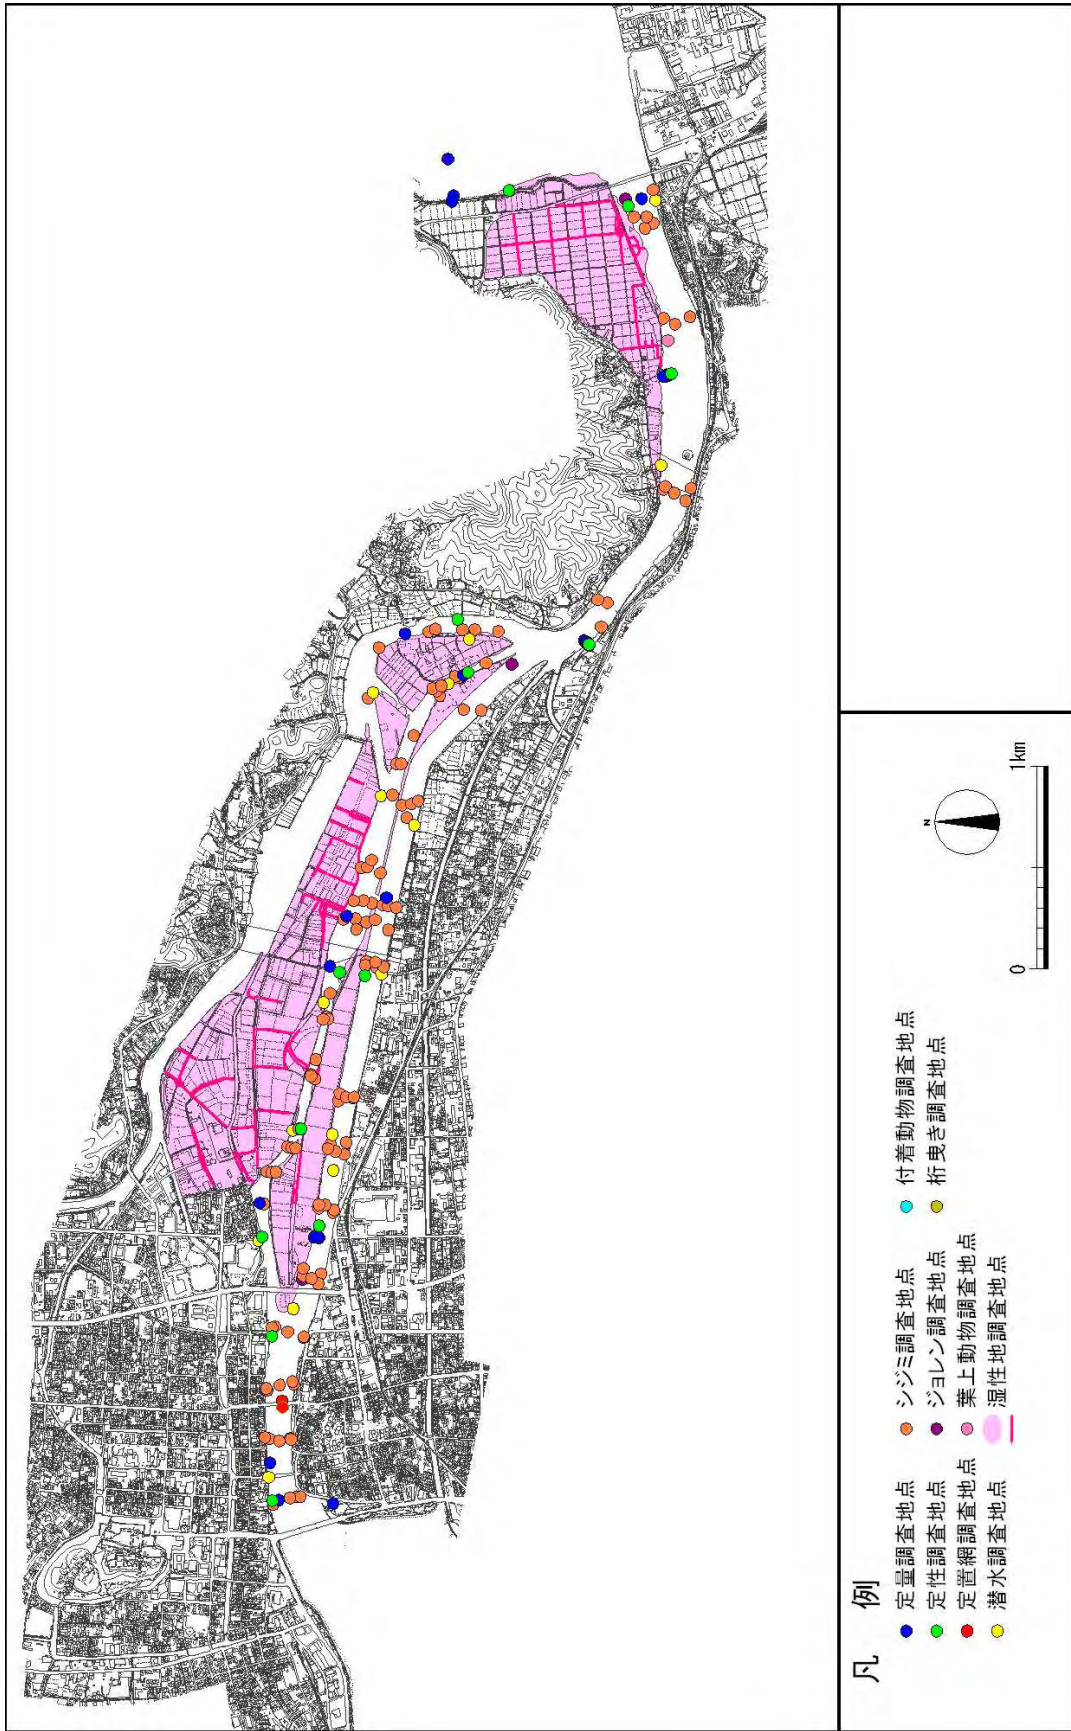 凡 例
定量調査地点
定性調査地点
定置網調査地点
潜水調査地点
シジミ調査地点
ジョレン調査地点
葉上動物調査地点
湿性地調査地点
付着動物調査地点
桁曳き調査地点
N
0 1km